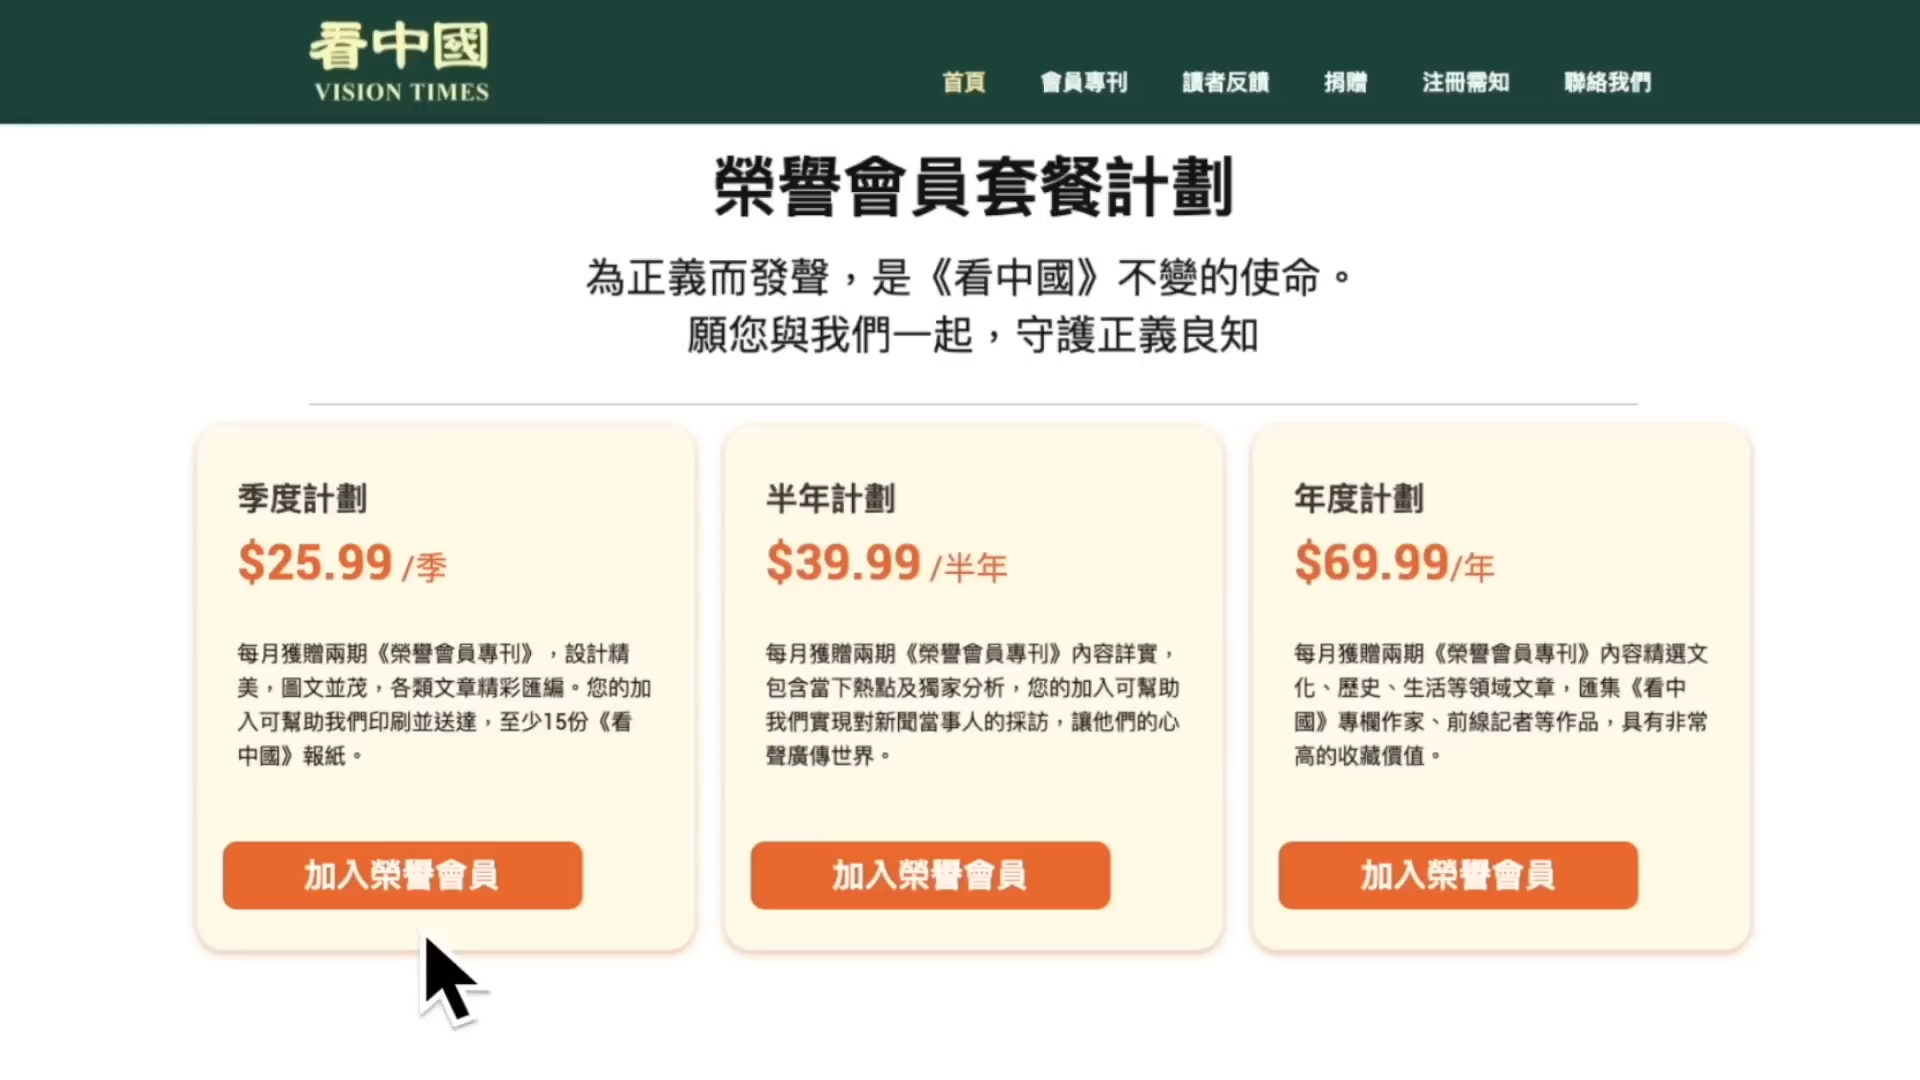 看中國
VISION TIMES
首頁 會員專刊 讀者反饋 捐贈 注冊需知 聯絡我們
榮譽會員套餐計劃
為正義而發聲，是《看中國》不變的使命。
願您與我們一起，守護正義良知
季度計劃
$25.99 /季
每月獲贈兩期《榮譽會員專刊》，設計精
美，圖文並茂，各類文章精彩匯編。您的加
入可幫助我們印刷並送達，至少15份《看
中國》報紙。
加入榮譽會員
半年計劃
$39.99 /半年
每月獲贈兩期《榮譽會員專刊》內容詳實，
包含當下熱點及獨家分析，您的加入可幫助
我們實現對新聞當事人的採訪，讓他們的心
聲廣傳世界。
加入榮譽會員
年度計劃
$69.99/年
每月獲贈兩期《榮譽會員專刊》內容精選文
化、歷史、生活等領域文章，匯集《看中
國》專欄作家、前線記者等作品，具有非常
高的收藏價值。
加入榮譽會員